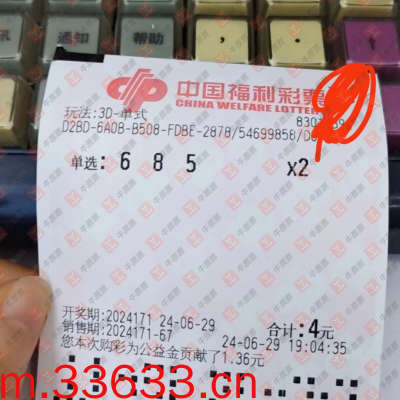 讯
通知
帮助
中国福利彩票
CHINA WELFARE LOTTERY
玩法:3D-单式
D2BD-6A0B-B508-FDBE-2878/54699858/D
单选: 6 8 5 x2
开奖期:2024171 24-06-29
销售期:2024171-67 24-06-29 19:04:35
合计:4元
您本次购彩为公益金贡献了1.36元
m.33633.cn